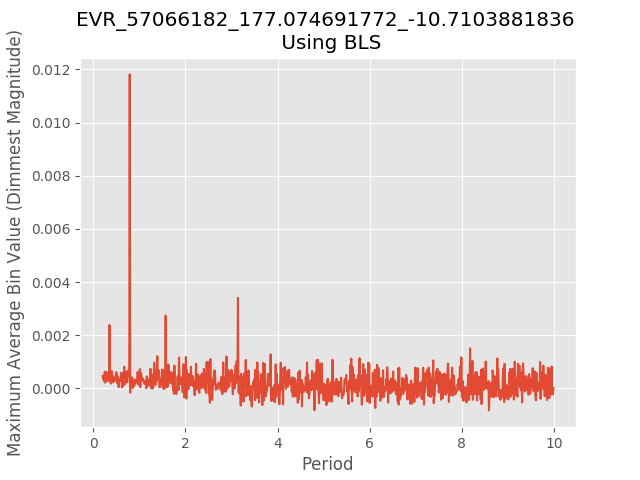 EVR_57066182_177.074691772_-10.7103881836
Using BLS
Maximum Average Bin Value (Dimmest Magnitude)
0.012
0.010
0.008
0.006
0.004
0.002
0.000
0 2 4 6 8 10
Period